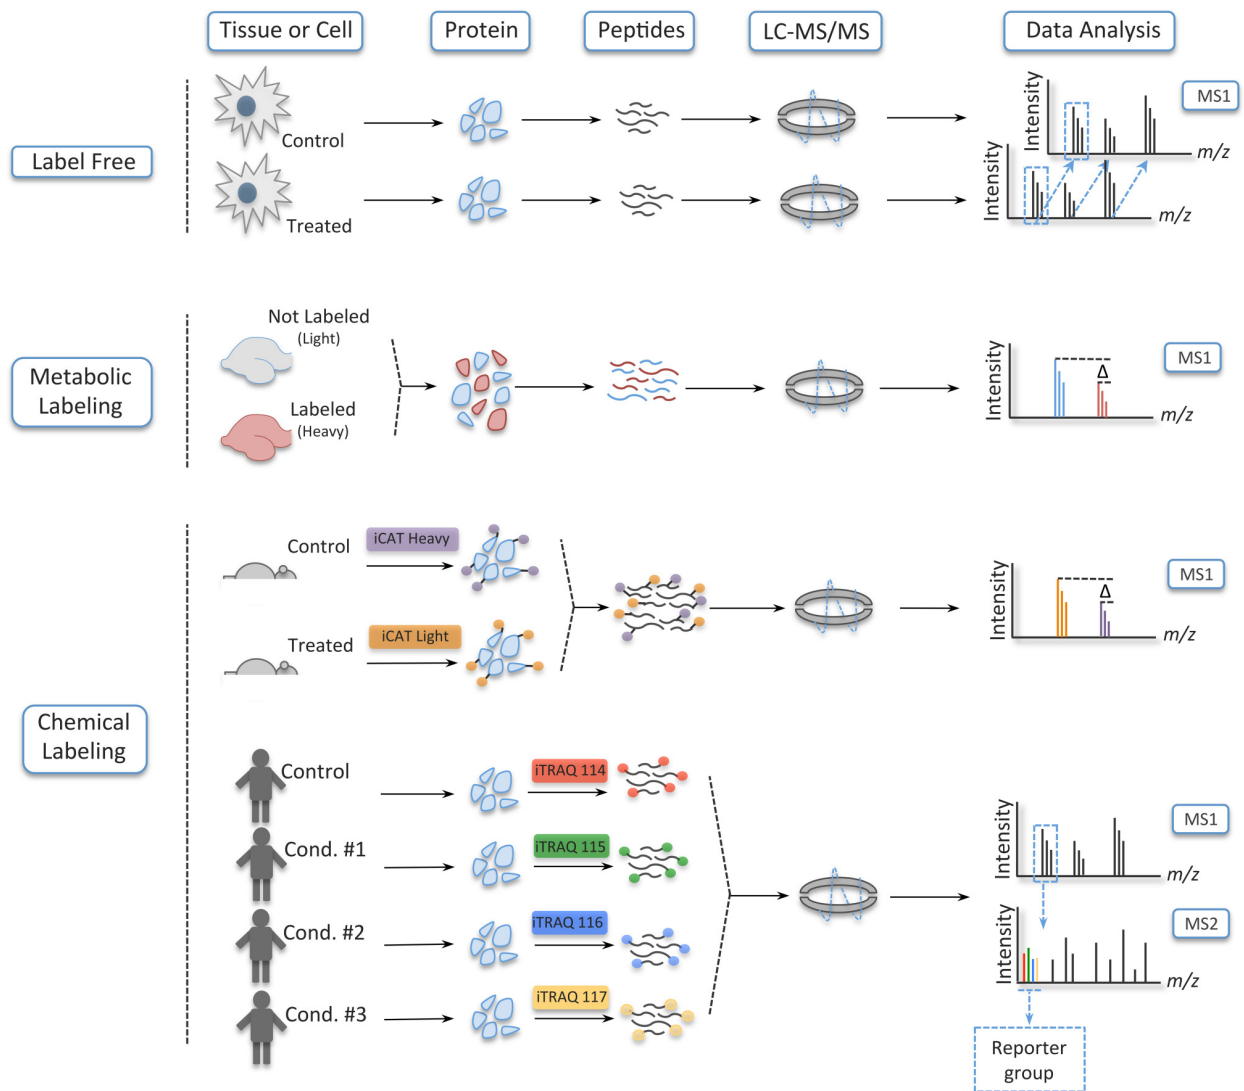 Tissue or Cell
Protein
Peptides
LC-MS/MS
Data Analysis
Label Free
Control
Treated
Intensity
m/z
MS1
Intensity
m/z
Metabolic
Labeling
Not Labeled
(Light)
Labeled
(Heavy)
Intensity
Δ
m/z
MS1
Chemical
Labeling
Control
iCAT Heavy
Treated
iCAT Light
Intensity
Δ
m/z
MS1
Control
iTRAQ 114
Cond. #1
iTRAQ 115
Cond. #2
iTRAQ 116
Cond. #3
iTRAQ 117
Intensity
m/z
MS1
Intensity
m/z
MS2
Reporter
group